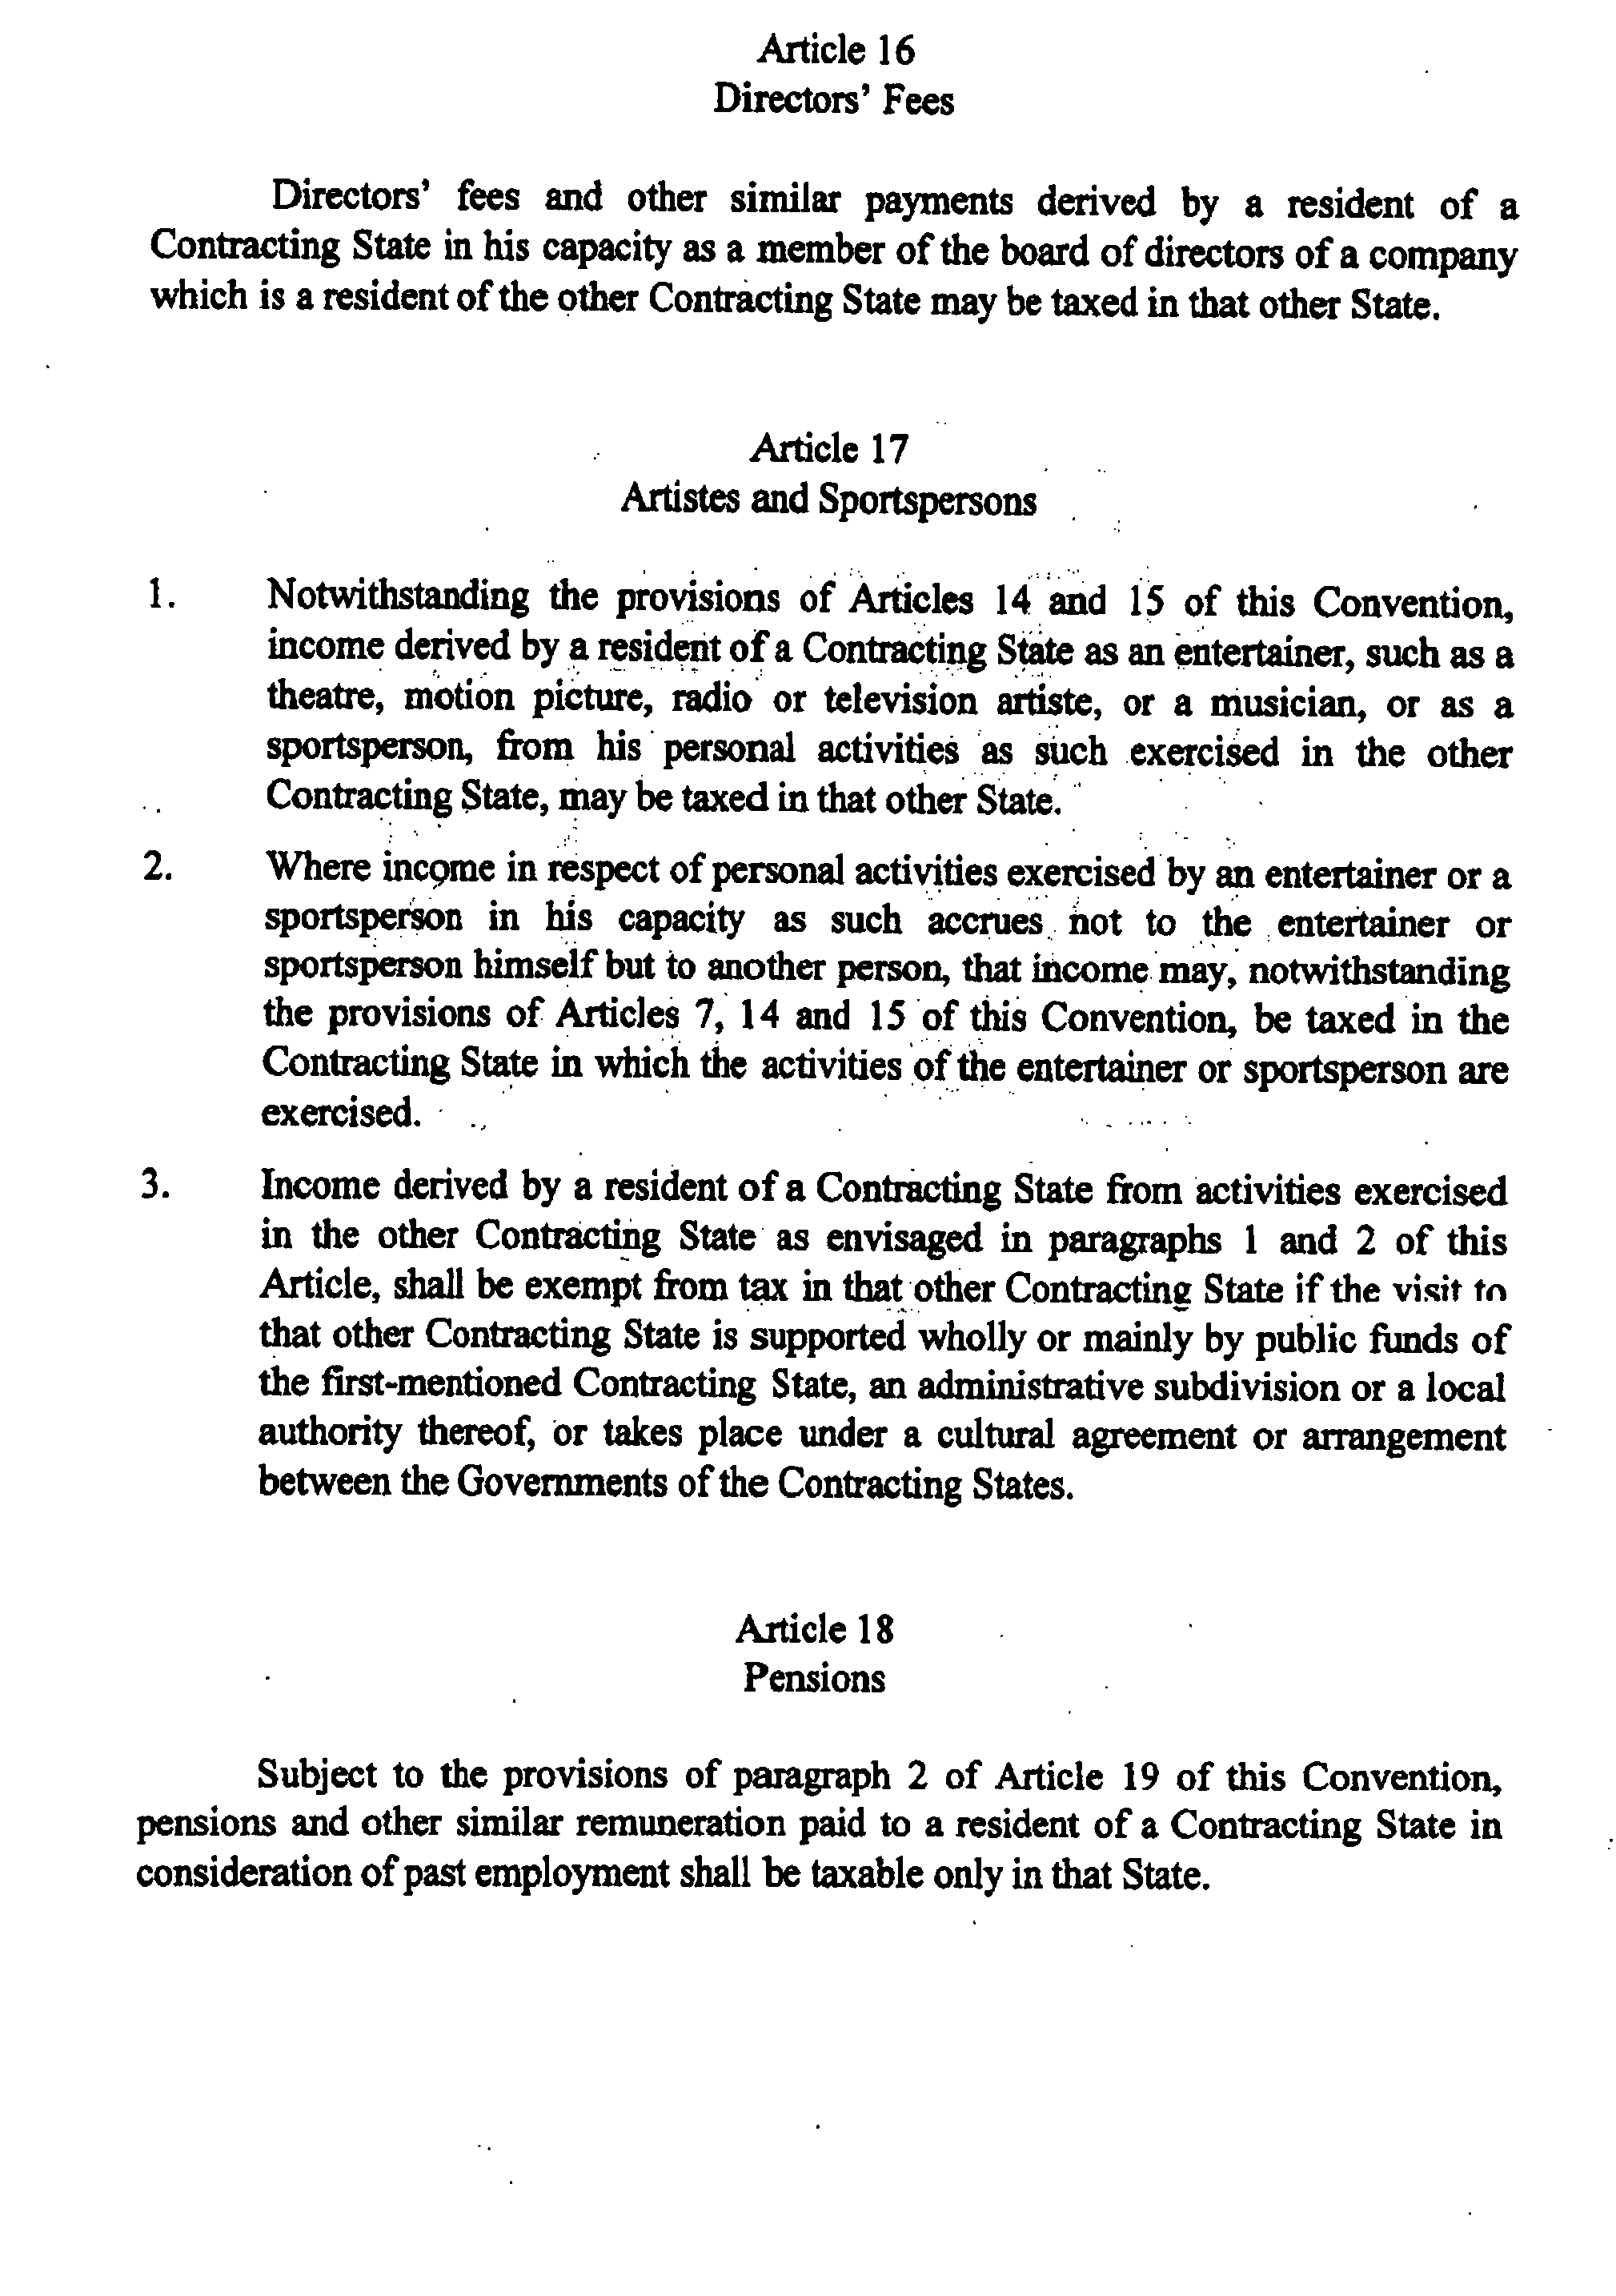 Article 16
Directors' Fees
Directors' fees and other similar payments derived by a resident of a
Contracting State in his capacity as a member of the board of directors of a company
which is a resident of the other Contracting State may be taxed in that other State.
Article 17
Artistes and Sportspersons
1. Notwithstanding the provisions of Articles 14 and 15 of this Convention,
income derived by a resident of a Contracting State as an entertainer, such as a
theatre, motion picture, radio or television artiste, or a musician, or as a
sportsperson, from his personal activities as such exercised in the other
Contracting State, may be taxed in that other State.
2. Where income in respect of personal activities exercised by an entertainer or a
sportsperson in his capacity as such accrues not to the entertainer or
sportsperson himself but to another person, that income may, notwithstanding
the provisions of Articles 7, 14 and 15 of this Convention, be taxed in the
Contracting State in which the activities of the entertainer or sportsperson are
exercised.
3. Income derived by a resident of a Contracting State from activities exercised
in the other Contracting State as envisaged in paragraphs 1 and 2 of this
Article, shall be exempt from tax in that other Contracting State if the visit to
that other Contracting State is supported wholly or mainly by public funds of
the first-mentioned Contracting State, an administrative subdivision or a local
authority thereof, or takes place under a cultural agreement or arrangement
between the Governments of the Contracting States.
Article 18
Pensions
Subject to the provisions of paragraph 2 of Article 19 of this Convention,
pensions and other similar remuneration paid to a resident of a Contracting State in
consideration of past employment shall be taxable only in that State.